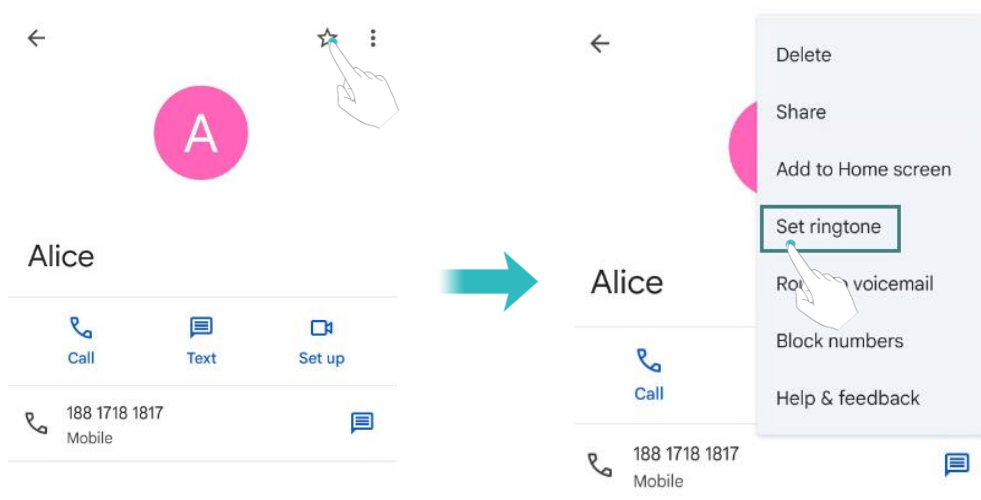 A
Alice
Call
Text
Set up
188 1718 1817
Mobile
Delete
Share
Add to Home screen
Set ringtone
Rou voicemail
Block numbers
Help & feedback
Alice
Call
188 1718 1817
Mobile